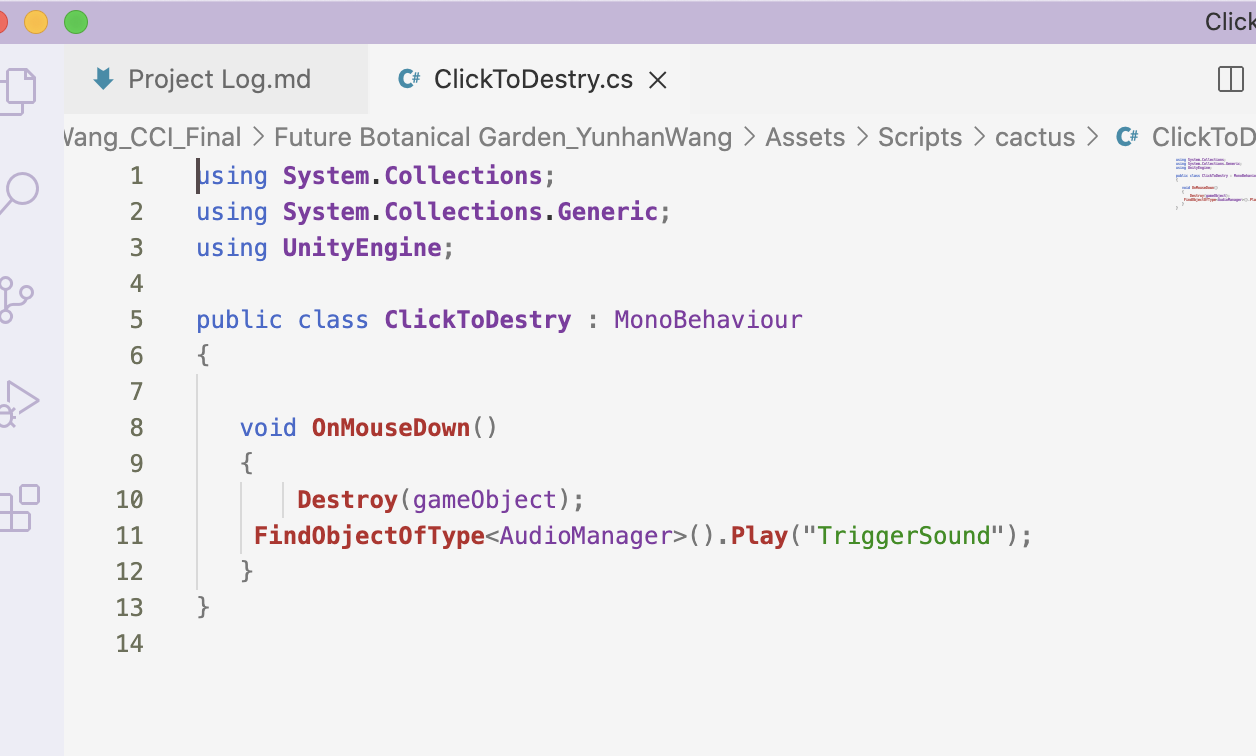 Click
Project Log.md
C# ClickToDestry.cs
Wang_CCI_Final > Future Botanical Garden_YunhanWang > Assets > Scripts > cactus > C# ClickToD
1 using System.Collections;
2 using System.Collections.Generic;
3 using UnityEngine;
4
5 public class ClickToDestry : MonoBehaviour
6 {
7
8 void OnMouseDown()
9 {
10 Destroy(gameObject);
11 FindObjectOfType<AudioManager>().Play("TriggerSound");
12 }
13 }
14